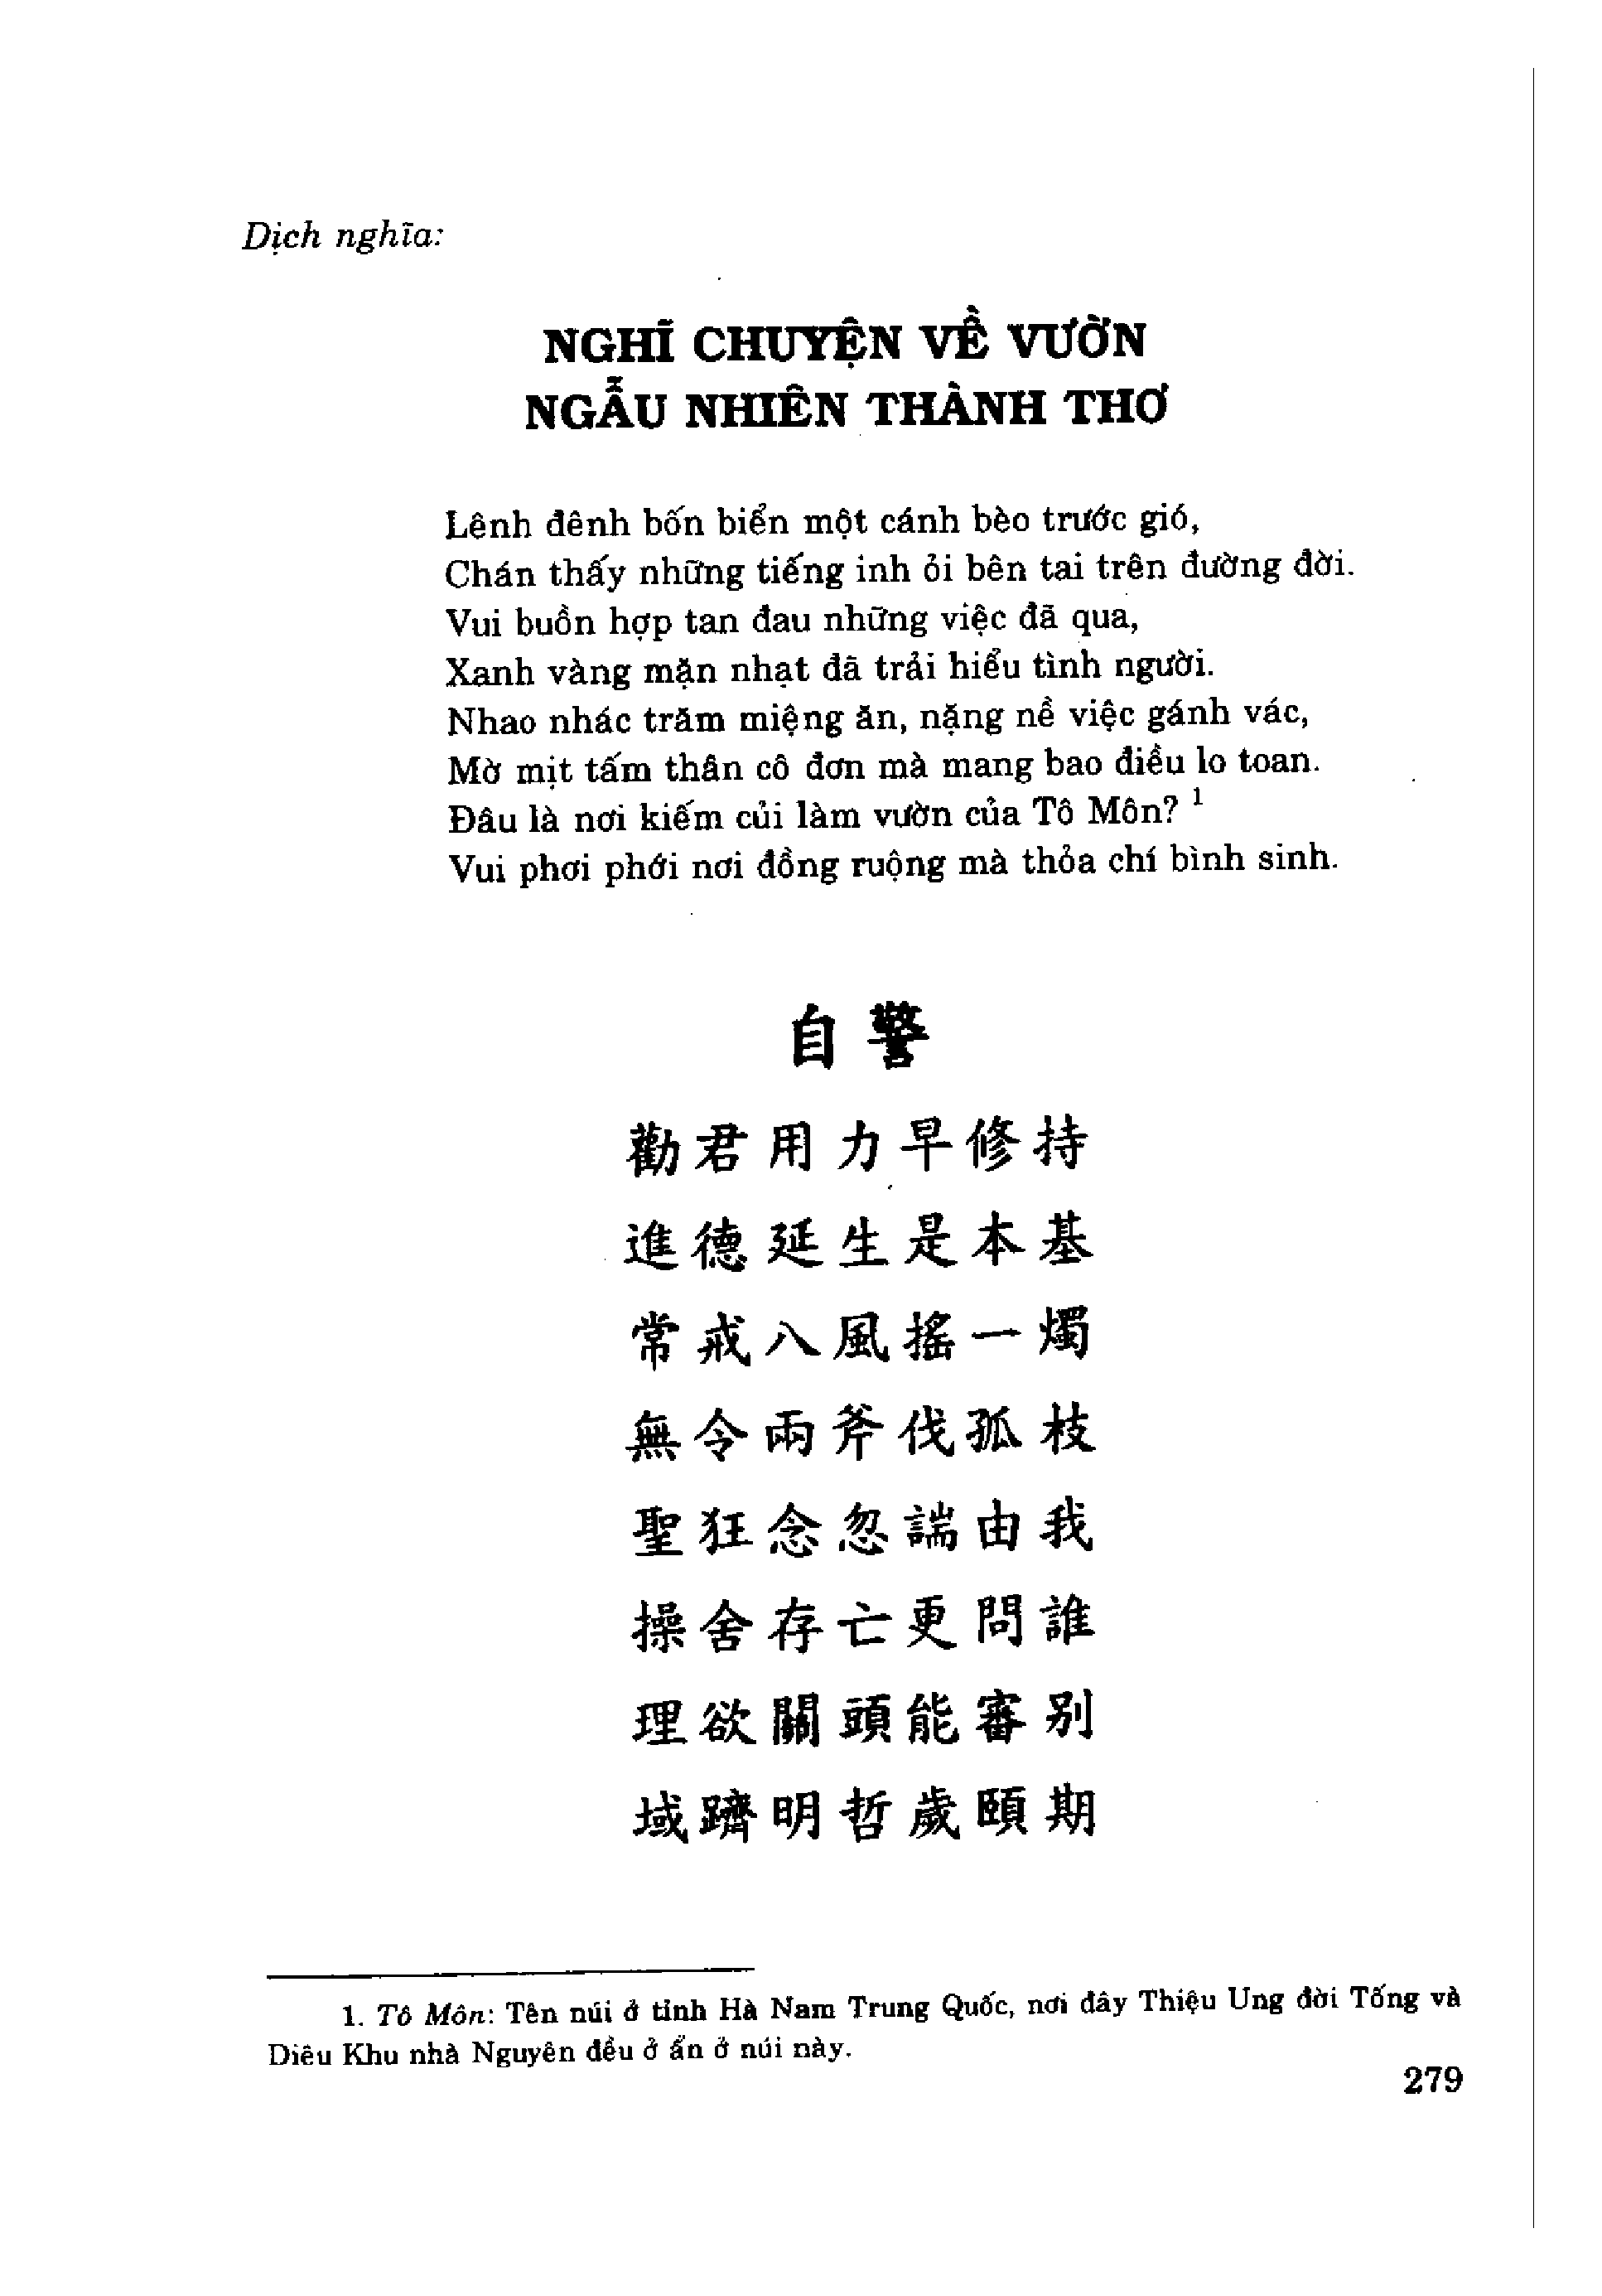 Dịch nghĩa:
NGHĨ CHUYỆN VỀ VƯỜN
NGẪU NHIÊN THÀNH THƠ
Lênh đênh bốn biển một cánh bèo trước gió,
Chán thấy những tiếng inh ỏi bên tai trên đường đời.
Vui buồn hợp tan đau những việc đã qua,
Xanh vàng mặn nhạt đã trải hiểu tình người.
Nhao nhác trăm miệng ăn, nặng nề việc gánh vác,
Mờ mịt tấm thân cô đơn mà mang bao điều lo toan.
Đâu là nơi kiếm củi làm vườn của Tô Môn? 1
Vui phơi phới nơi đồng ruộng mà thỏa chí bình sinh.
自警
勸君用力早修持
進德延生是本基
常戒八風搖一燭
無令兩斧伐孤枝
聖狂念忽諯由我
操舍存亡更問誰
理欲關頭能審别
域躋明哲歲頤期
1. Tô Môn: Tên núi ở tỉnh Hà Nam Trung Quốc, nơi đây Thiệu Ung đời Tống và
Diêu Khu nhà Nguyên đều ở ẩn ở núi này.
279